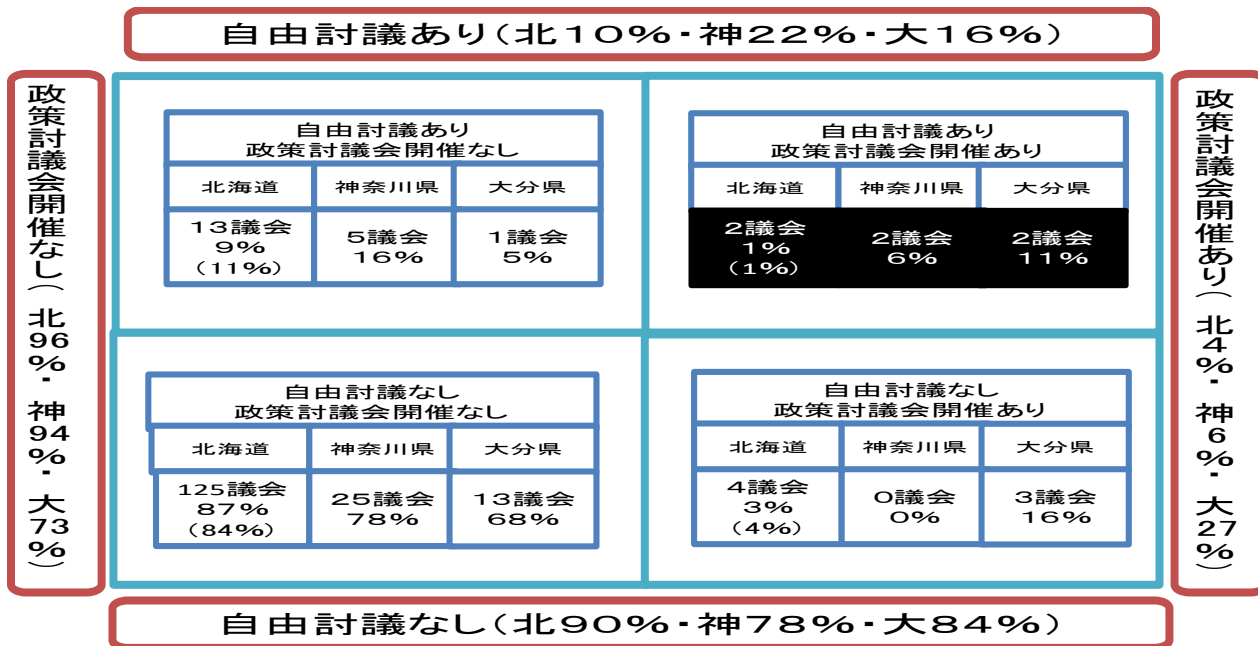 自由討議あり(北10%・神22%・大16%)
政策討議会開催なし(北96%・神94%・大73%)
自由討議あり
政策討議会開催なし
北海道 神奈川県 大分県
13議会 5議会 1議会
9% 16% 5%
(11%)
自由討議あり
政策討議会開催あり
北海道 神奈川県 大分県
2議会 2議会 2議会
1% 6% 11%
(1%)
政策討議会開催あり(北4%・神6%・大27%)
自由討議なし
政策討議会開催なし
北海道 神奈川県 大分県
125議会 25議会 13議会
87% 78% 68%
(84%)
自由討議なし
政策討議会開催あり
北海道 神奈川県 大分県
4議会 0議会 3議会
3% 0% 16%
(4%)
自由討議なし(北90%・神78%・大84%)